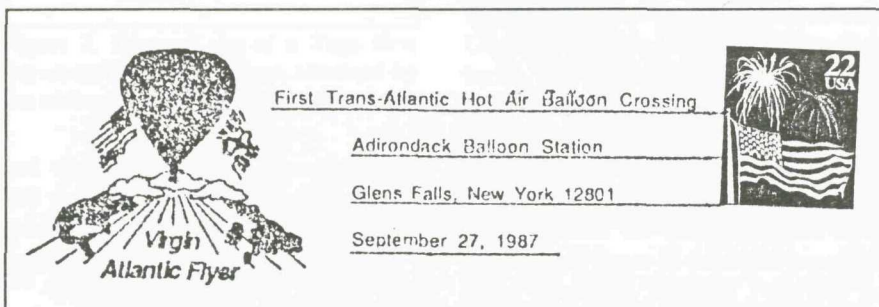 First Trans-Atlantic Hot Air Balloon Crossing
Adirondack Balloon Station
Glens Falls, New York 12801
September 27, 1987
Virgin
Atlantic Flyer
22
USA